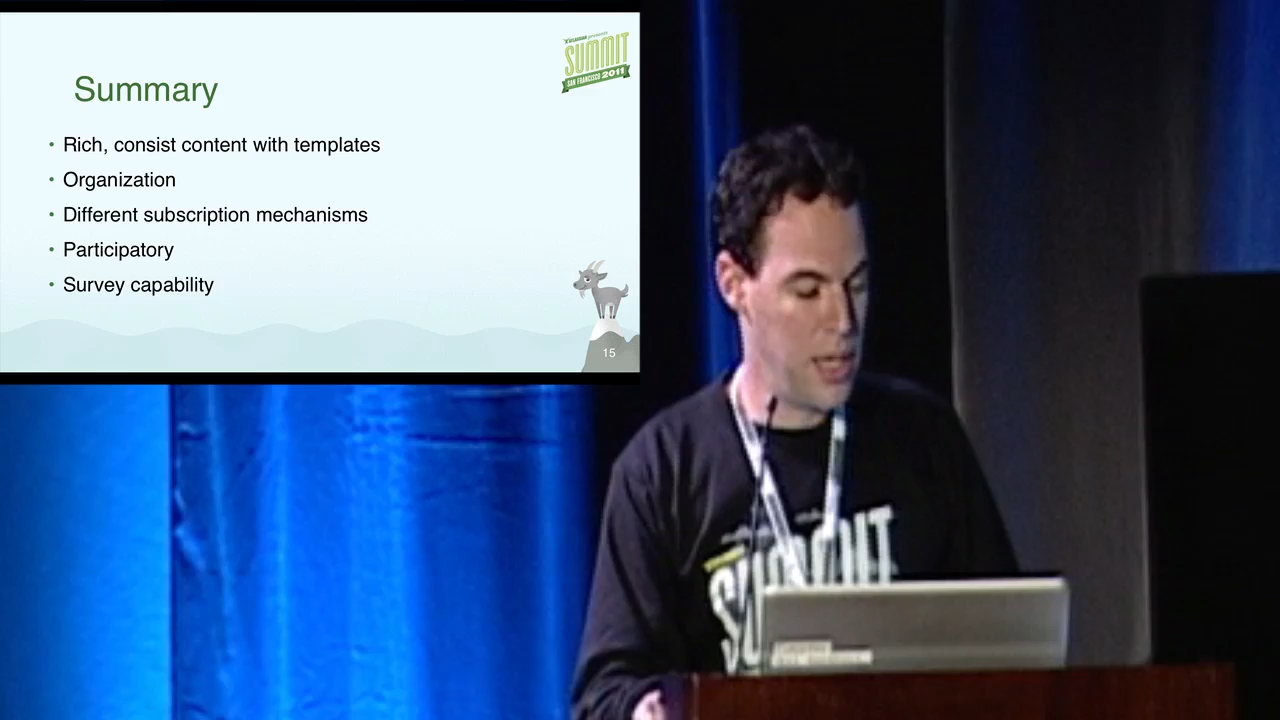 Summary
• Rich, consist content with templates
• Organization
• Different subscription mechanisms
• Participatory
• Survey capability
15
presents
SUMMIT
SAN FRANCISCO 2011
SUMMIT